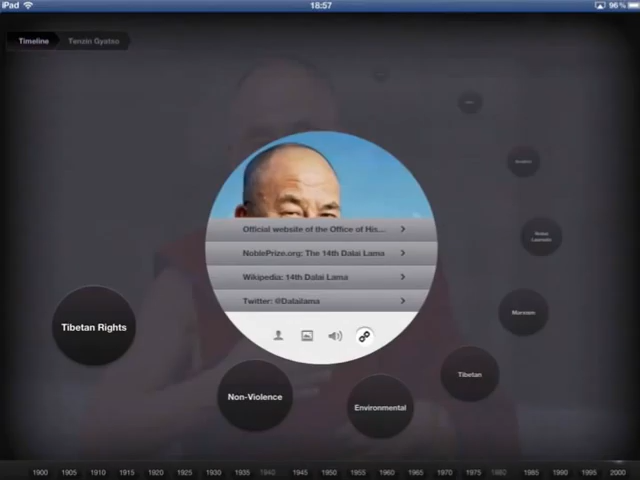 iPad
18:57
96%
Timeline
Tenzin Gyatso
Official website of the Office of His...
NoblePrize.org: The 14th Dalai Lama
Wikipedia: 14th Dalai Lama
Twitter: @Dalailama
Laureate
Marxism
Tibetan Rights
Tibetan
Non-Violence
Environmental
1900 1905 1910 1915 1920 1925 1930 1935 1940 1945 1950 1955 1960 1965 1970 1975 1980 1985 1990 1995 2000